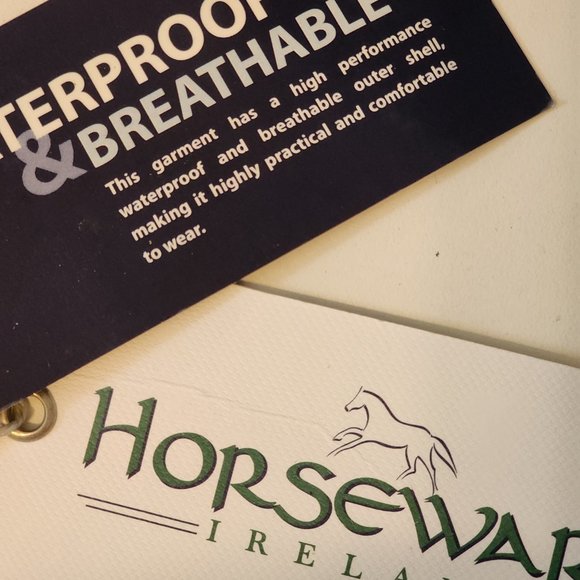 TERPROOF
& BREATHABLE
This garment has a high performance
waterproof and breathable outer shell,
making it highly practical and comfortable
to wear.
HORSEWAR
IRELA